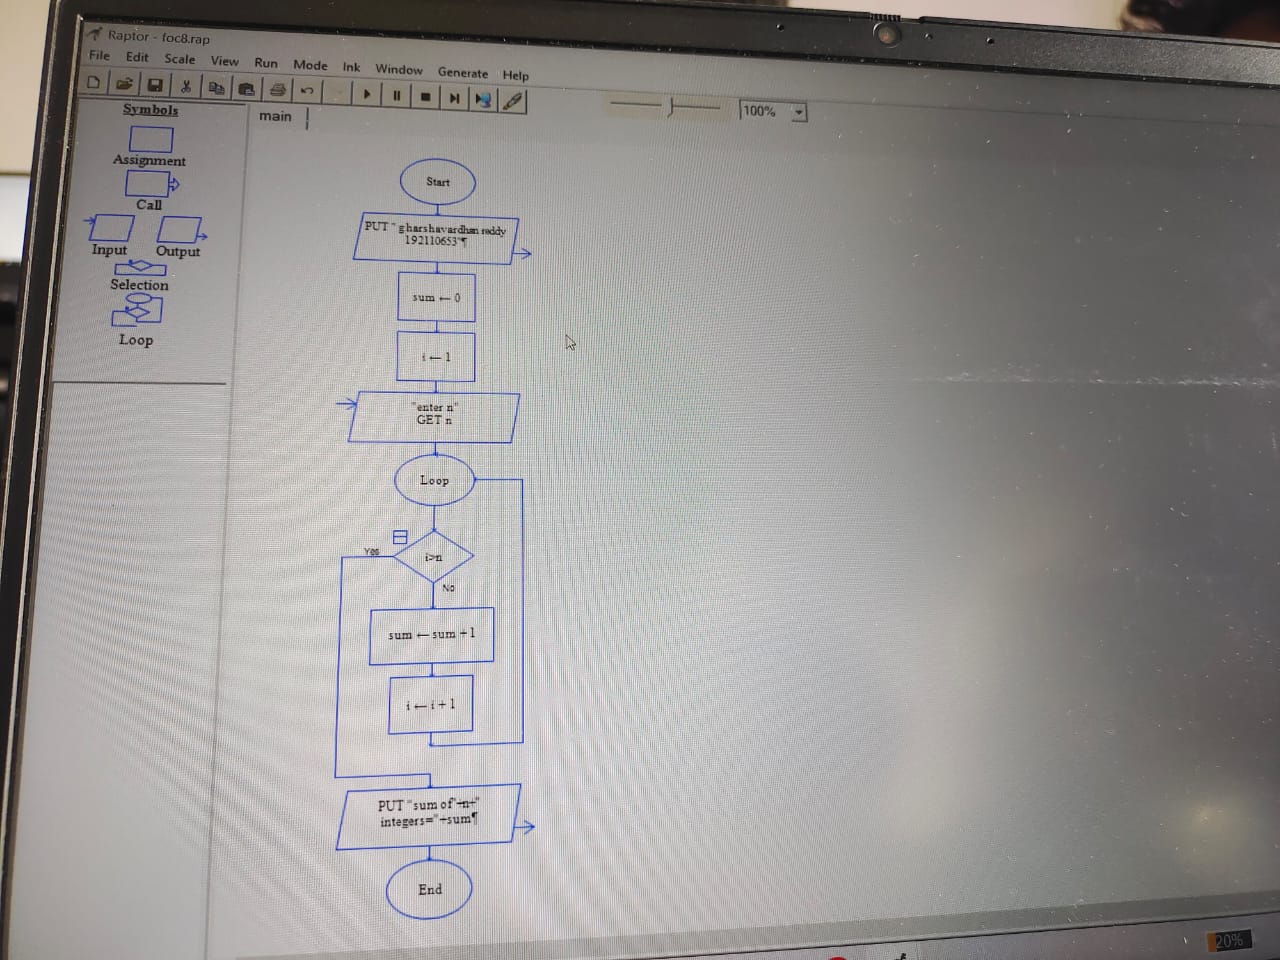 Raptor - foc8.rap
File Edit Scale View Run Mode Ink Window Generate Help
100%
Symbols
Assignment
Call
Input Output
Selection
Loop
main
Start
PUT "gharshavardhan reddy
192110653"¶
sum ← 0
i ← 1
"enter n"
GET n
Loop
Yes
i>n
No
sum ← sum +1
i ← i + 1
PUT "sum of"+n+"
integers="+sum¶
End
20%